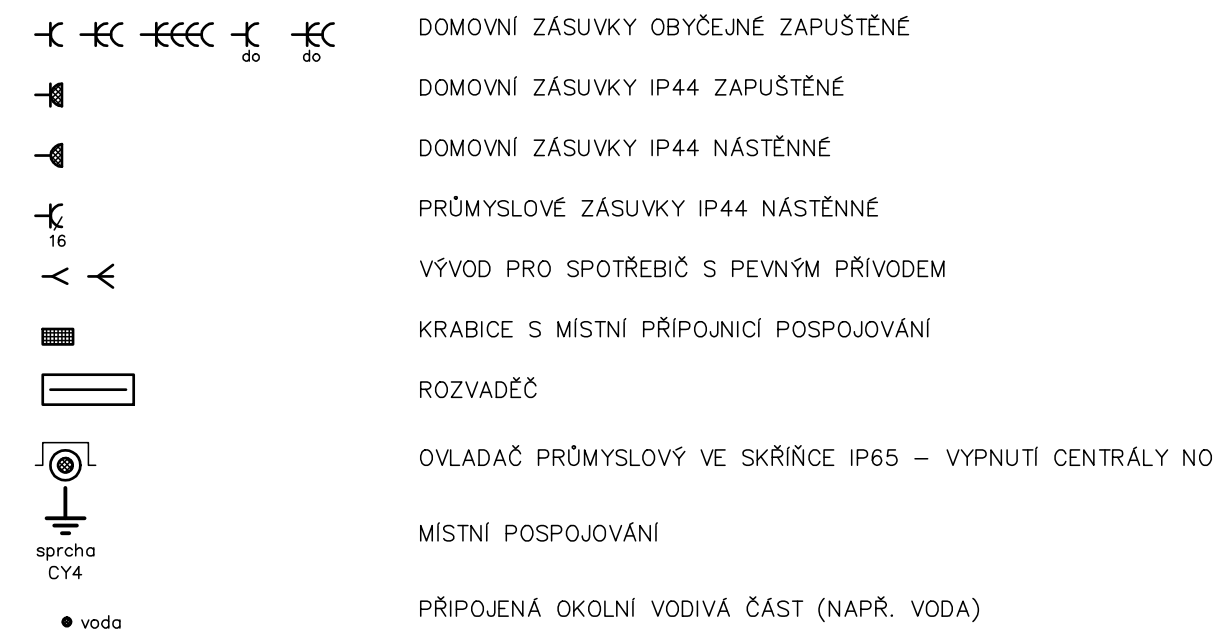 DOMOVNÍ ZÁSUVKY OBYČEJNÉ ZAPUŠTĚNÉ
do do
DOMOVNÍ ZÁSUVKY IP44 ZAPUŠTĚNÉ
DOMOVNÍ ZÁSUVKY IP44 NÁSTĚNNÉ
PRŮMYSLOVÉ ZÁSUVKY IP44 NÁSTĚNNÉ
16
VÝVOD PRO SPOTŘEBIČ S PEVNÝM PŘÍVODEM
KRABICE S MÍSTNÍ PŘÍPOJNICÍ POSPOJOVÁNÍ
ROZVADĚČ
OVLADAČ PRŮMYSLOVÝ VE SKŘÍŇCE IP65 – VYPNUTÍ CENTRÁLY NO
MÍSTNÍ POSPOJOVÁNÍ
sprcha
CY4
PŘIPOJENÁ OKOLNÍ VODIVÁ ČÁST (NAPŘ. VODA)
voda